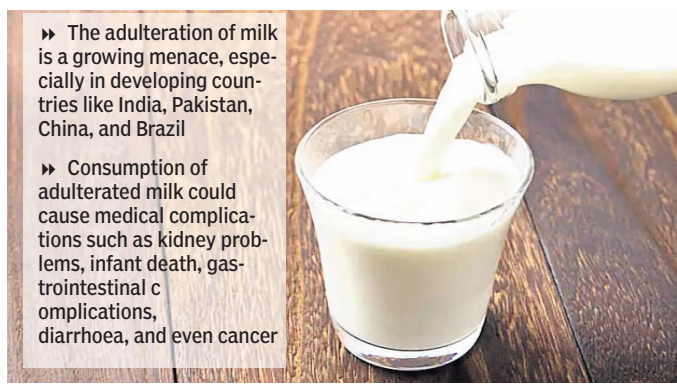 ▸▸ The adulteration of milk
is a growing menace, espe-
cially in developing coun-
tries like India, Pakistan,
China, and Brazil
▸▸ Consumption of
adulterated milk could
cause medical complica-
tions such as kidney prob-
lems, infant death, gas-
trointestinal c
omplications,
diarrhoea, and even cancer